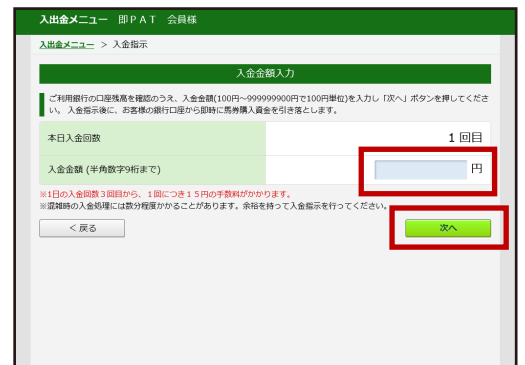 入出金メニュー 即PAT 会員様
入出金メニュー > 入金指示
入金金額入力
ご利用銀行の口座残高を確認のうえ、入金金額(100円～999999900円で100円単位)を入力し「次へ」ボタンを押してくださ
い。 入金指示後に、お客様の銀行口座から即時に馬券購入資金を引き落とします。
本日入金回数 1 回目
入金金額 (半角数字9桁まで) 円
※1日の入金回数３回目から、１回につき１５円の手数料がかかります。
※混雑時の入金処理には数分程度かかることがあります。余裕を持って入金指示を行ってください。
< 戻る 次へ